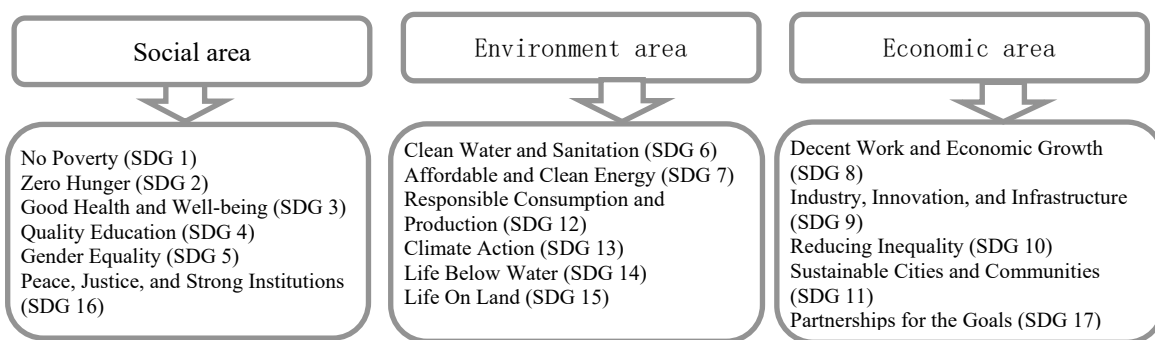 Social area
No Poverty (SDG 1)
Zero Hunger (SDG 2)
Good Health and Well-being (SDG 3)
Quality Education (SDG 4)
Gender Equality (SDG 5)
Peace, Justice, and Strong Institutions
(SDG 16)
Environment area
Clean Water and Sanitation (SDG 6)
Affordable and Clean Energy (SDG 7)
Responsible Consumption and
Production (SDG 12)
Climate Action (SDG 13)
Life Below Water (SDG 14)
Life On Land (SDG 15)
Economic area
Decent Work and Economic Growth
(SDG 8)
Industry, Innovation, and Infrastructure
(SDG 9)
Reducing Inequality (SDG 10)
Sustainable Cities and Communities
(SDG 11)
Partnerships for the Goals (SDG 17)